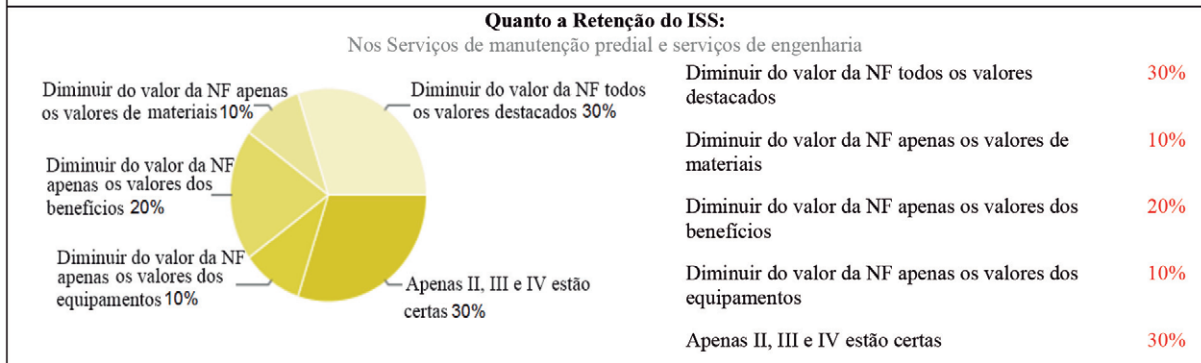 Quanto a Retenção do ISS:
Nos Serviços de manutenção predial e serviços de engenharia
Diminuir do valor da NF apenas
os valores de materiais 10%
Diminuir do valor da NF todos
os valores destacados 30%
Diminuir do valor da NF
apenas os valores dos
benefícios 20%
Diminuir do valor da NF
apenas os valores dos
equipamentos 10%
Apenas II, III e IV estão
certas 30%
Diminuir do valor da NF todos os valores 30%
destacados
Diminuir do valor da NF apenas os valores de 10%
materiais
Diminuir do valor da NF apenas os valores dos 20%
benefícios
Diminuir do valor da NF apenas os valores dos 10%
equipamentos
Apenas II, III e IV estão certas 30%